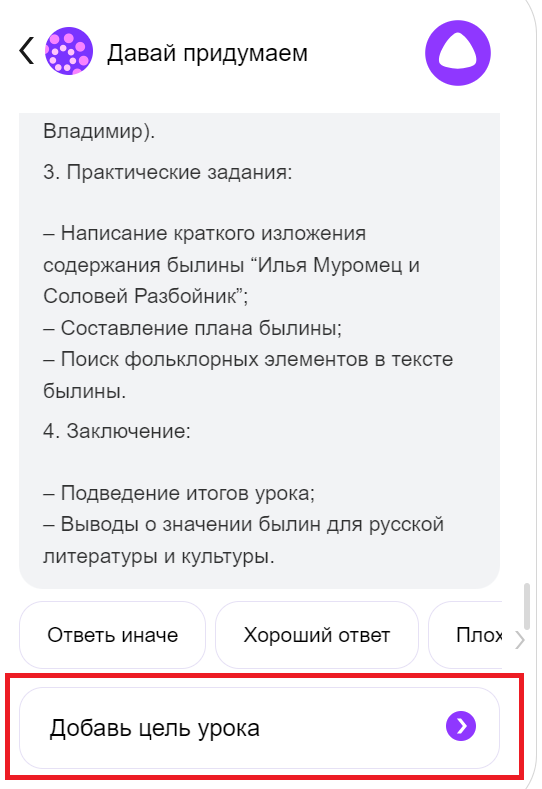 Давай придумаем
Владимир).
3. Практические задания:
– Написание краткого изложения
содержания былины “Илья Муромец и
Соловей Разбойник”;
– Составление плана былины;
– Поиск фольклорных элементов в тексте
былины.
4. Заключение:
– Подведение итогов урока;
– Выводы о значении былин для русской
литературы и культуры.
Ответь иначе Хороший ответ Плох
Добавь цель урока